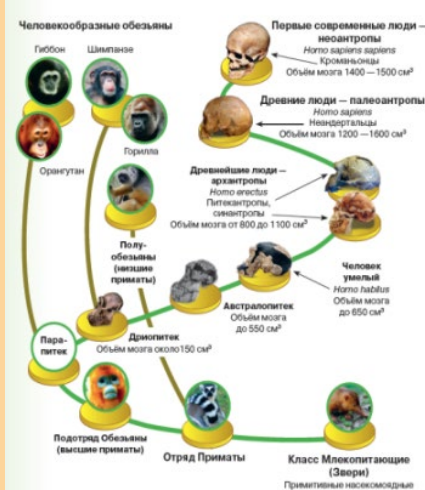 Человекообразные обезьяны
Гиббон
Шимпанзе
Орангутан
Горилла
Первые современные люди —
неоантропы
Homo sapiens sapiens
Кроманьонцы
Объём мозга 1400 —1500 см³
Древние люди — палеоантропы
Homo sapiens
Неандертальцы
Объём мозга 1200 —1600 см³
Древнейшие люди —
архантропы
Homo erectus
Питекантропы,
синантропы
Объём мозга от 800 до 1100 см³
Полу-
обезьяны
(низшие
приматы)
Человек
умелый
Homo habilus
Объём мозга
до 650 см³
Австралопитек
Объём мозга
до 550 см³
Дриопитек
Объём мозга около150 см³
Пара-
питек
Подотряд Обезьяны
(высшие приматы)
Отряд Приматы
Класс Млекопитающие
(Звери)
Примитивные насекомоядные